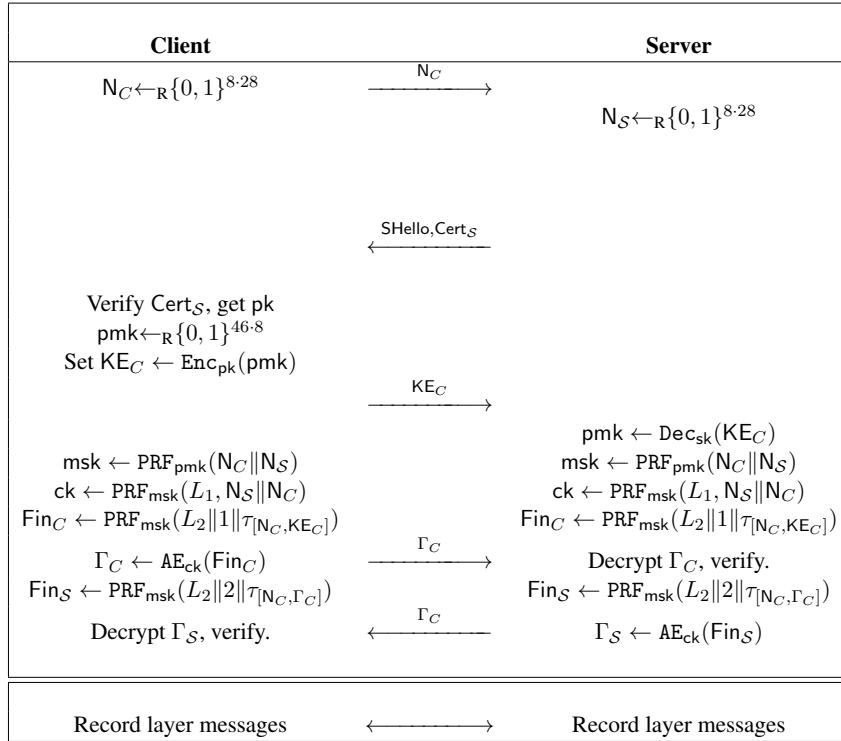 Client Server
N_C ←_R {0, 1}^{8·28} N_C
N_S ←_R {0, 1}^{8·28}
SHello,Cert_S
Verify Cert_S, get pk
pmk ←_R {0, 1}^{46·8}
Set KE_C ← Enc_pk(pmk)
KE_C
pmk ← Dec_sk(KE_C)
msk ← PRF_pmk(N_C‖N_S) msk ← PRF_pmk(N_C‖N_S)
ck ← PRF_msk(L_1, N_S‖N_C) ck ← PRF_msk(L_1, N_S‖N_C)
Fin_C ← PRF_msk(L_2‖1‖τ_{[N_C,KE_C]}) Fin_C ← PRF_msk(L_2‖1‖τ_{[N_C,KE_C]})
Γ_C ← AE_ck(Fin_C) Γ_C Decrypt Γ_C, verify.
Fin_S ← PRF_msk(L_2‖2‖τ_{[N_C,Γ_C]}) Fin_S ← PRF_msk(L_2‖2‖τ_{[N_C,Γ_C]})
Decrypt Γ_S, verify. Γ_C Γ_S ← AE_ck(Fin_S)
Record layer messages Record layer messages